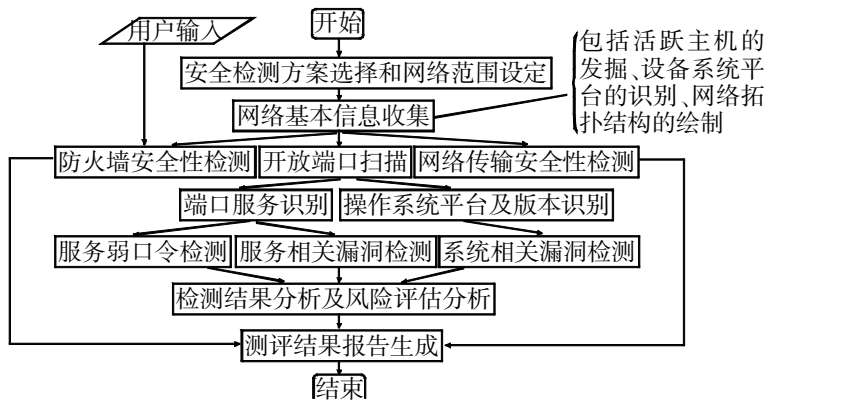 用户输入
开始
安全检测方案选择和网络范围设定
网络基本信息收集
包括活跃主机的
发掘、设备系统平
台的识别、网络拓
扑结构的绘制
防火墙安全性检测
开放端口扫描
网络传输安全性检测
端口服务识别
操作系统平台及版本识别
服务弱口令检测
服务相关漏洞检测
系统相关漏洞检测
检测结果分析及风险评估分析
测评结果报告生成
结束